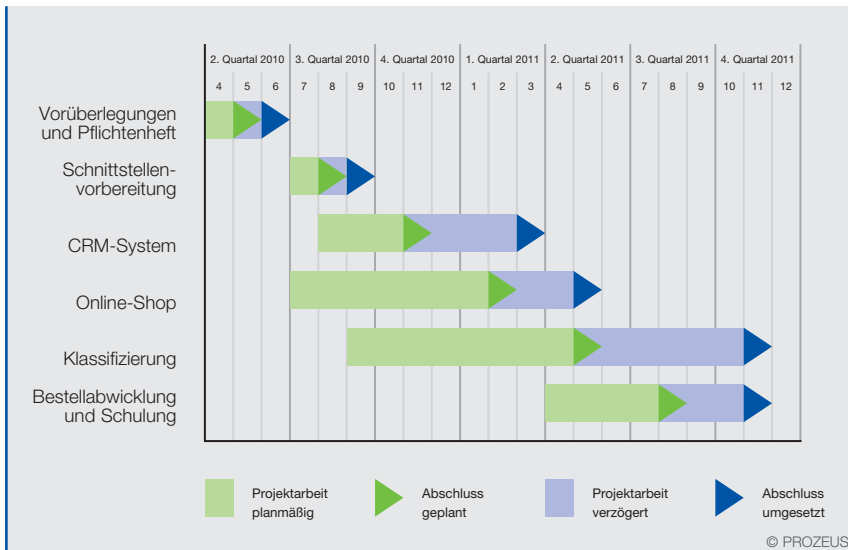 2. Quartal 2010 3. Quartal 2010 4. Quartal 2010 1. Quartal 2011 2. Quartal 2011 3. Quartal 2011 4. Quartal 2011
4 5 6 7 8 9 10 11 12 1 2 3 4 5 6 7 8 9 10 11 12
Vorüberlegungen
und Pflichtenheft
Schnittstellen-
vorbereitung
CRM-System
Online-Shop
Klassifizierung
Bestellabwicklung
und Schulung
Projektarbeit
planmäßig
Abschluss
geplant
Projektarbeit
verzögert
Abschluss
umgesetzt
© PROZEUS